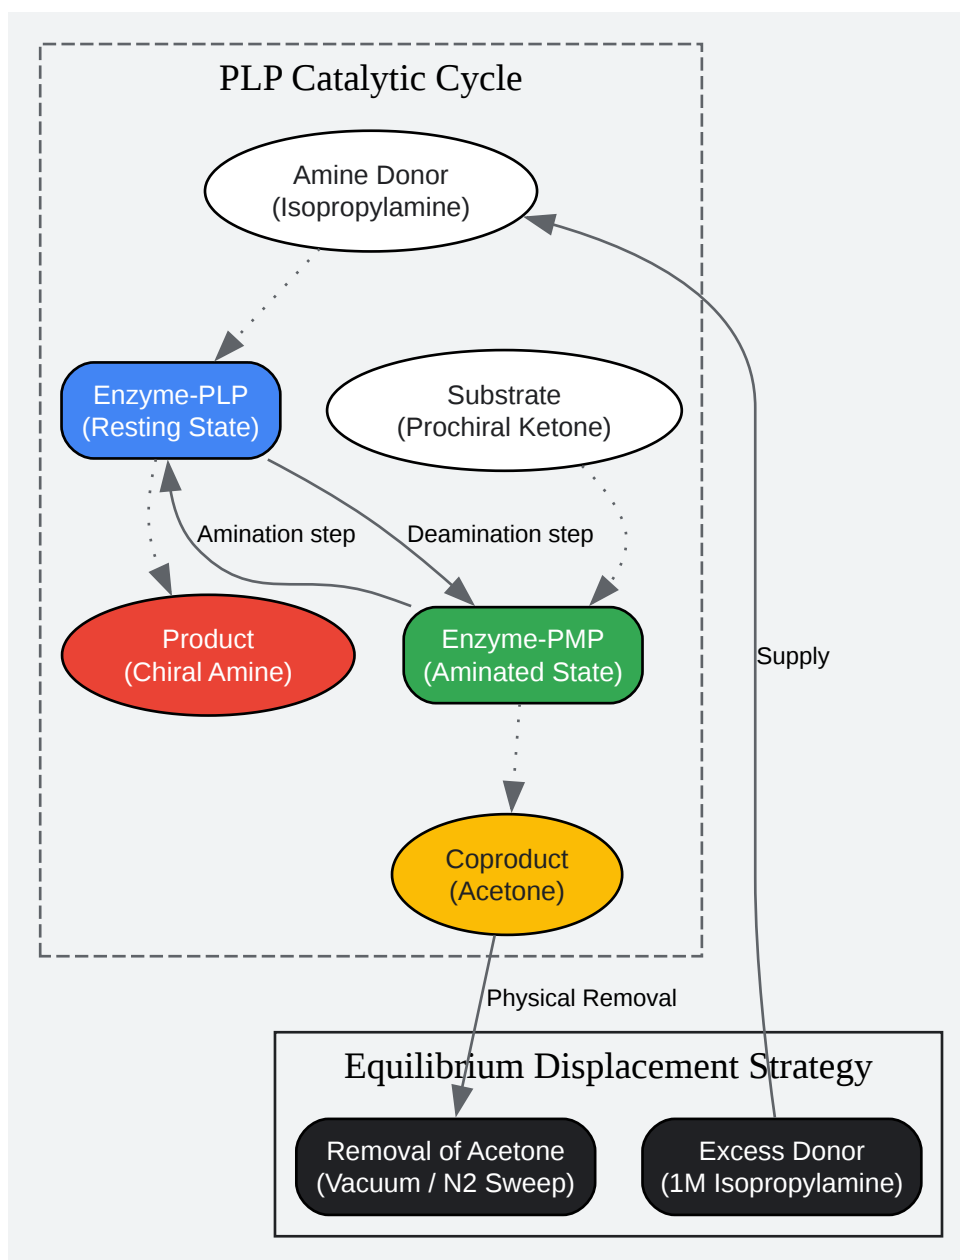 PLP Catalytic Cycle
Amine Donor
(Isopropylamine)
Enzyme-PLP
(Resting State)
Substrate
(Prochiral Ketone)
Amination step
Deamination step
Product
(Chiral Amine)
Enzyme-PMP
(Aminated State)
Supply
Coproduct
(Acetone)
Physical Removal
Equilibrium Displacement Strategy
Removal of Acetone
(Vacuum / N2 Sweep)
Excess Donor
(1M Isopropylamine)